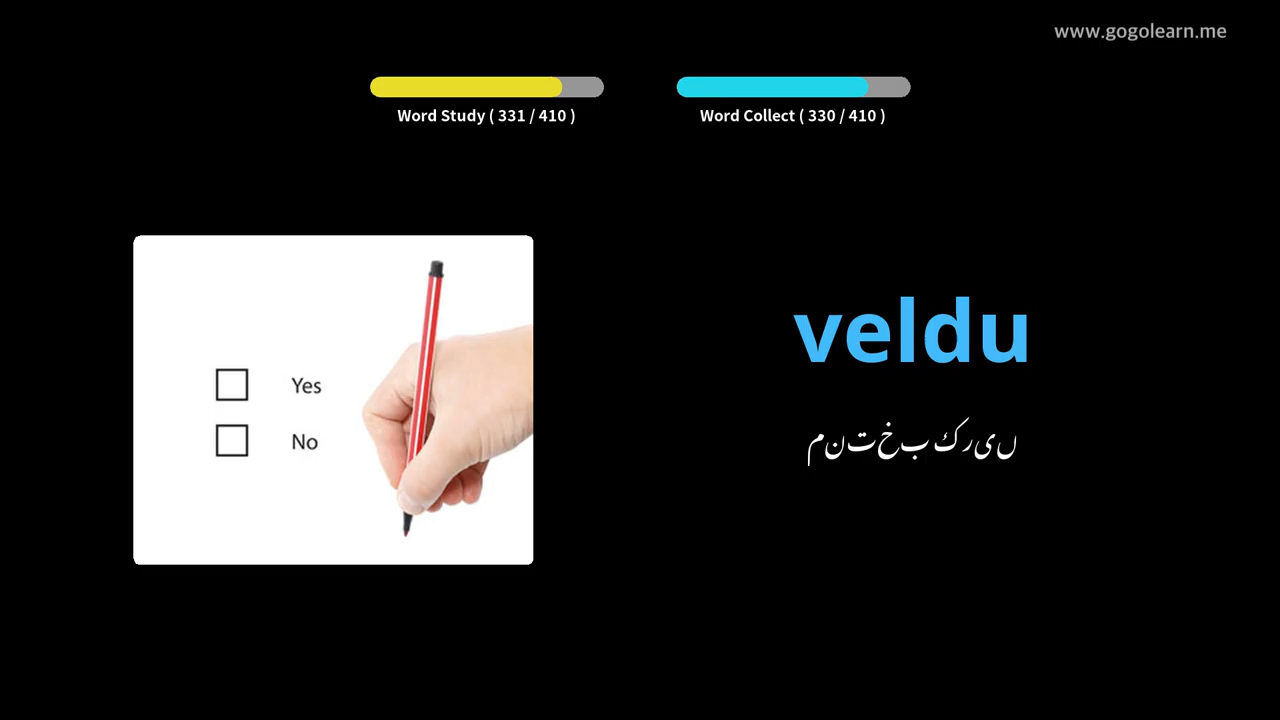 www.gogolearn.me
Word Study ( 331 / 410 )
Word Collect ( 330 / 410 )
Yes
No
veldu
منتخب کریں